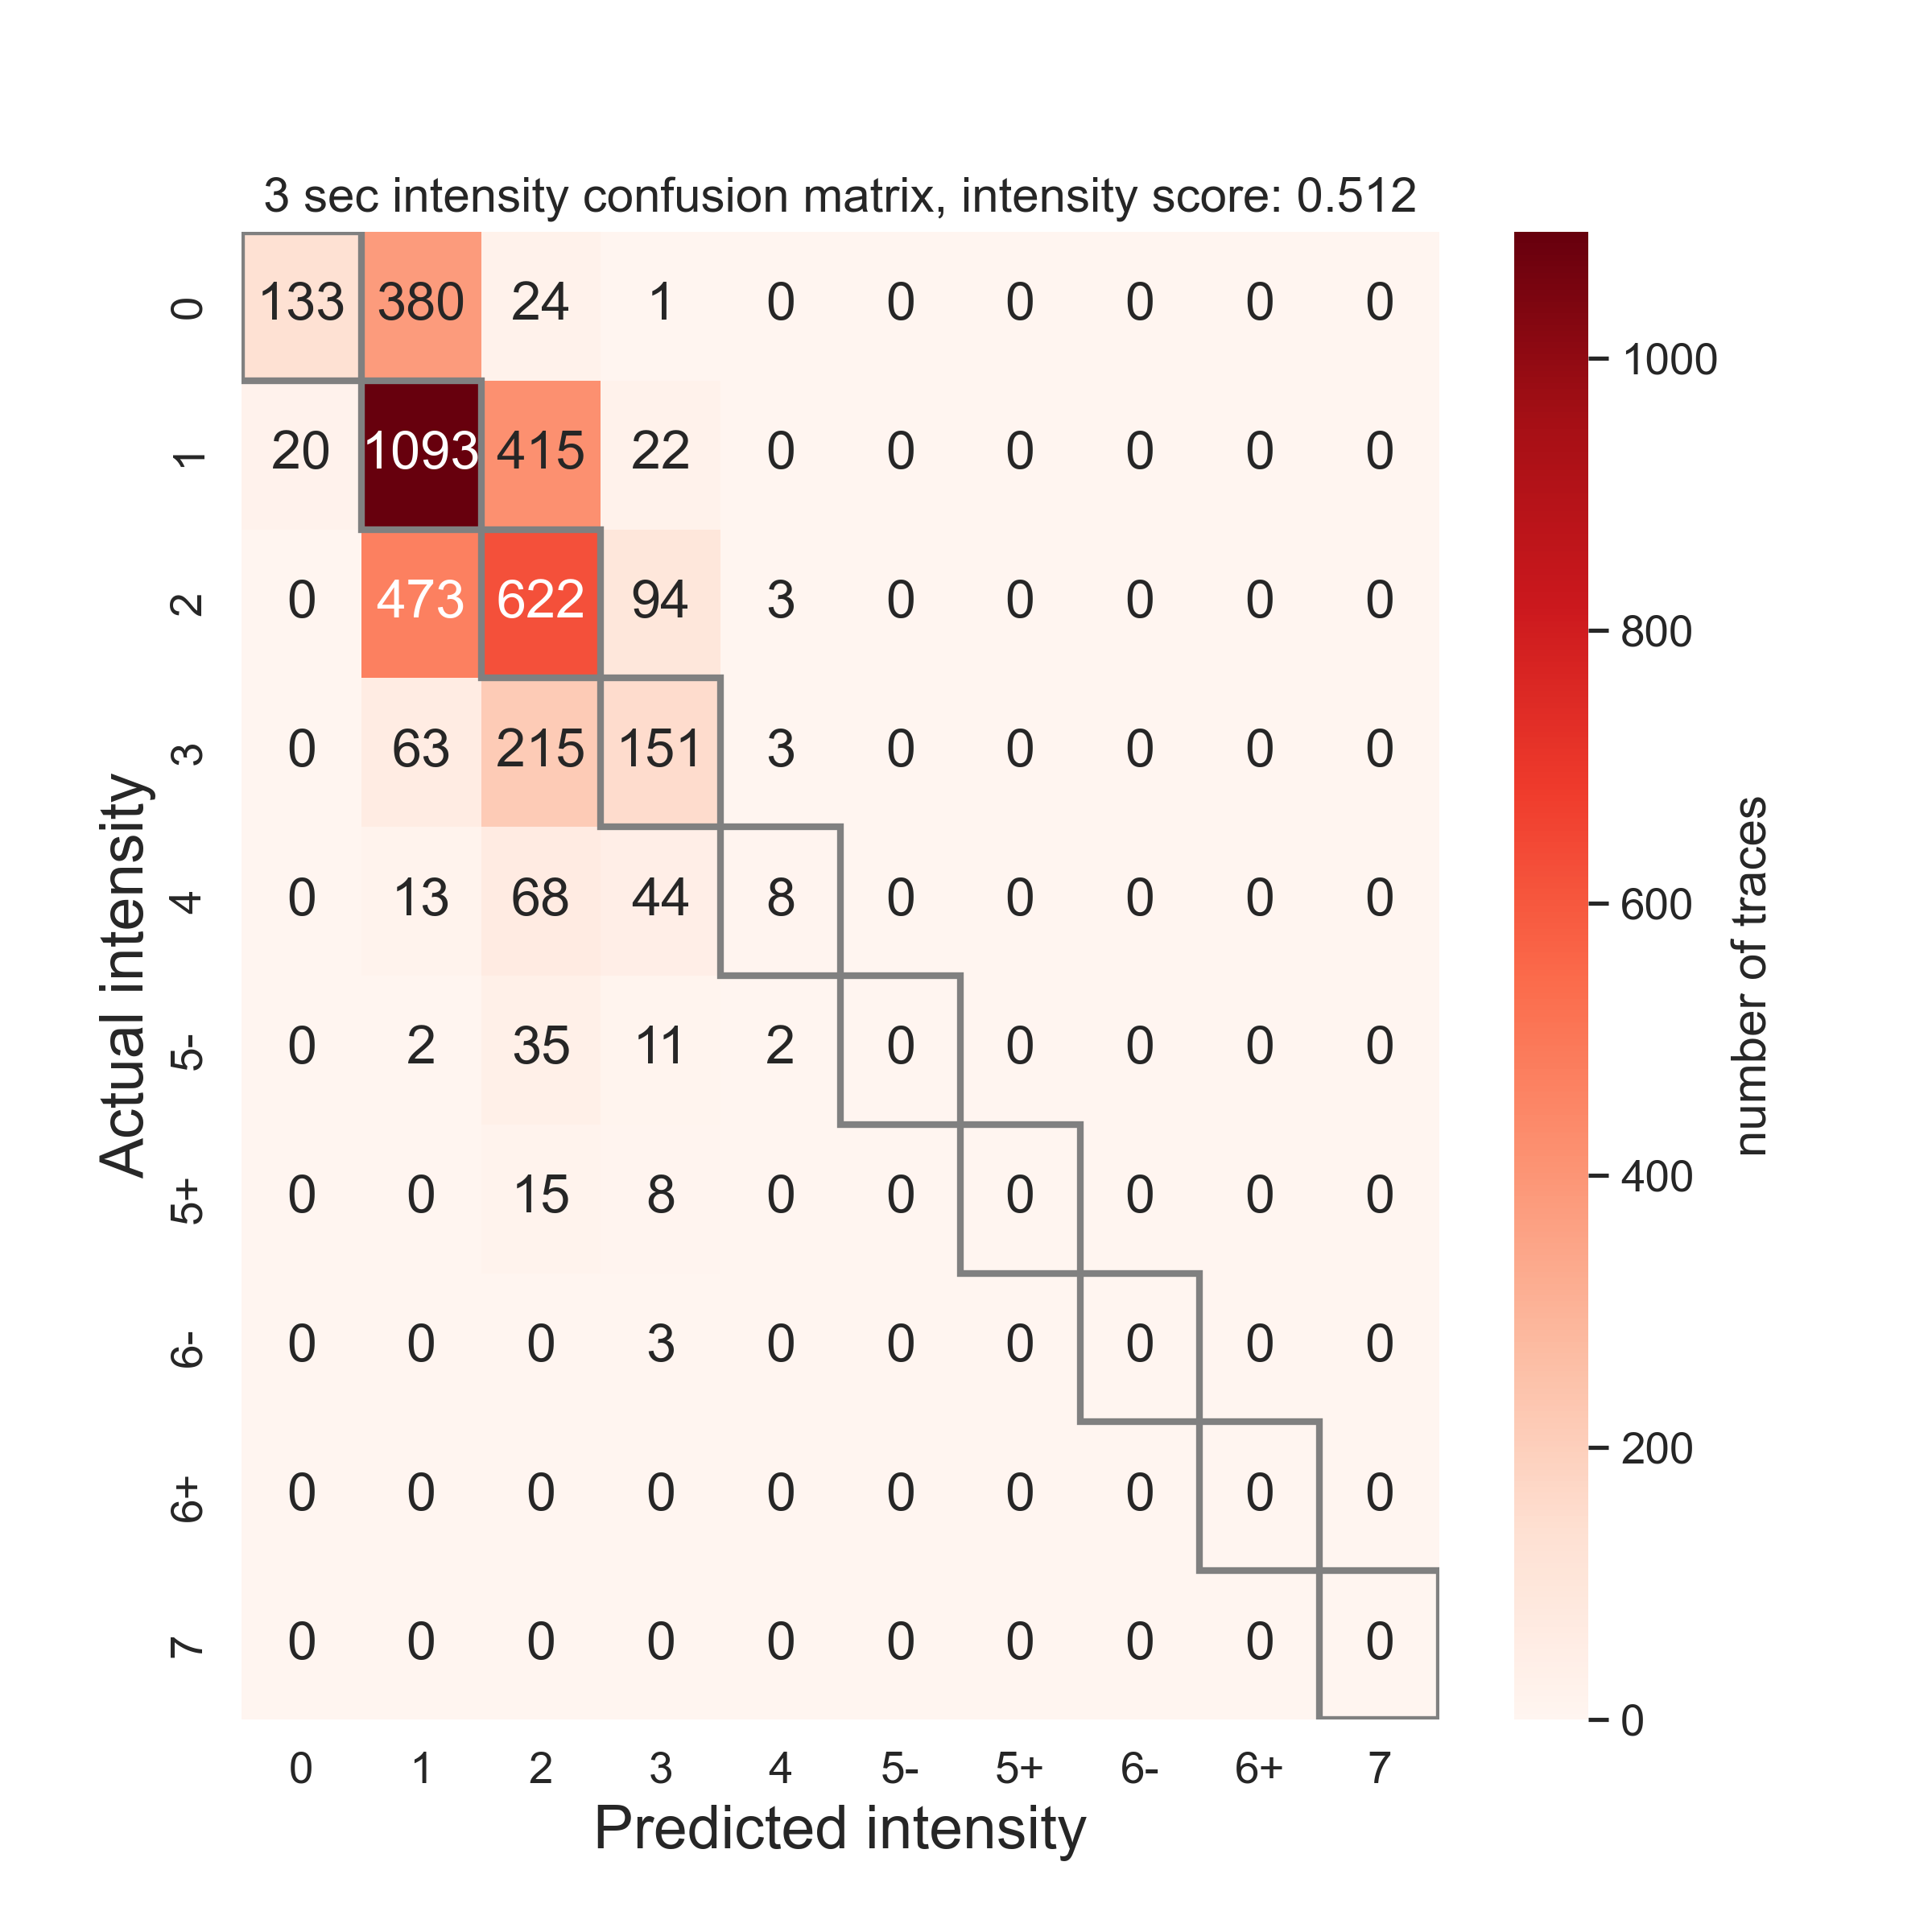 3 sec intensity confusion matrix, intensity score: 0.512
0 133 380 24 1 0 0 0 0 0 0
1 20 1093 415 22 0 0 0 0 0 0
2 0 473 622 94 3 0 0 0 0 0
3 0 63 215 151 3 0 0 0 0 0
4 0 13 68 44 8 0 0 0 0 0
5- 0 2 35 11 2 0 0 0 0 0
5+ 0 0 15 8 0 0 0 0 0 0
6- 0 0 0 3 0 0 0 0 0 0
6+ 0 0 0 0 0 0 0 0 0 0
7 0 0 0 0 0 0 0 0 0 0
0 1 2 3 4 5- 5+ 6- 6+ 7
Predicted intensity
Actual intensity
1000
800
600
400
200
0
number of traces